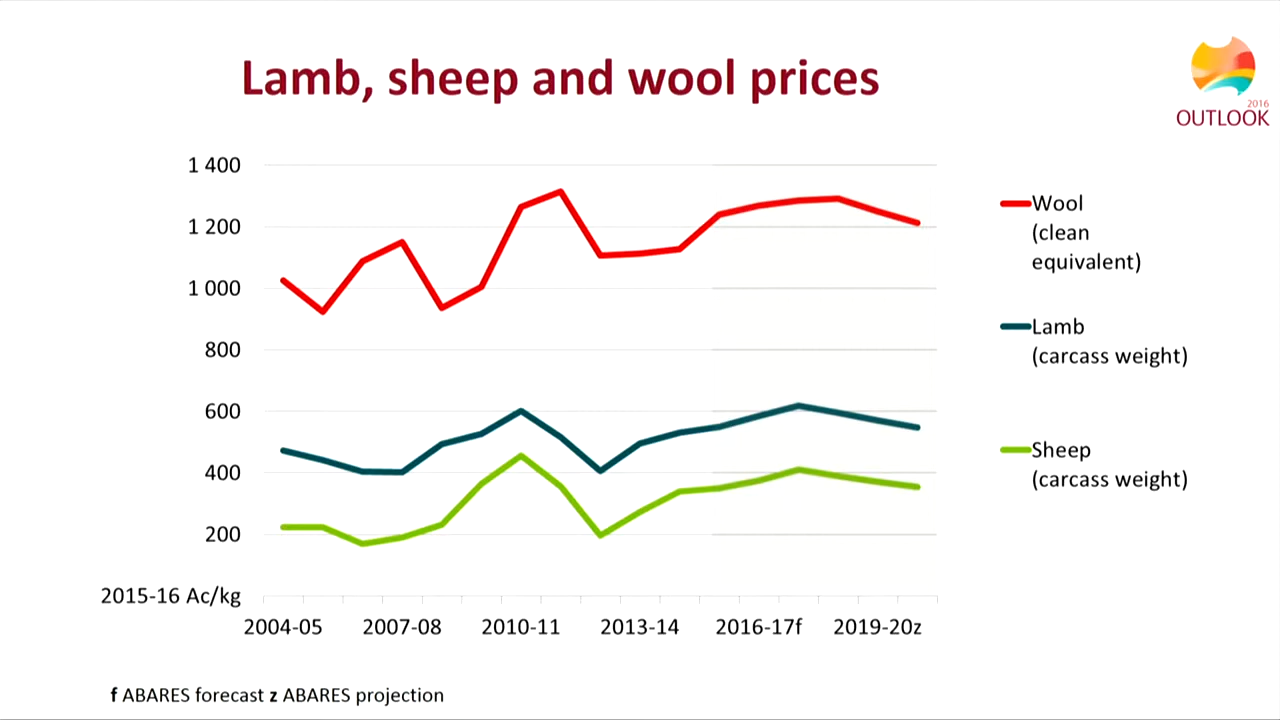 Lamb, sheep and wool prices
2016
OUTLOOK
1 400
1 200
1 000
800
600
400
200
2015-16 Ac/kg
2004-05 2007-08 2010-11 2013-14 2016-17f 2019-20z
Wool
(clean
equivalent)
Lamb
(carcass weight)
Sheep
(carcass weight)
f ABARES forecast z ABARES projection